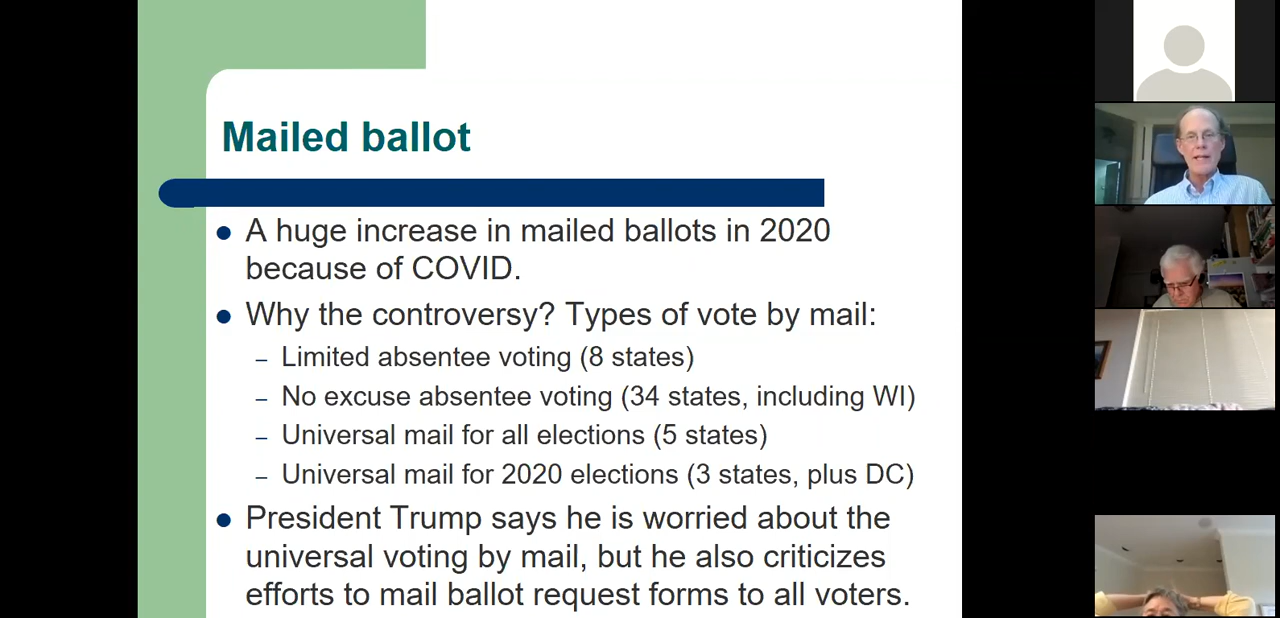 Mailed ballot
● A huge increase in mailed ballots in 2020
because of COVID.
● Why the controversy? Types of vote by mail:
– Limited absentee voting (8 states)
– No excuse absentee voting (34 states, including WI)
– Universal mail for all elections (5 states)
– Universal mail for 2020 elections (3 states, plus DC)
● President Trump says he is worried about the
universal voting by mail, but he also criticizes
efforts to mail ballot request forms to all voters.